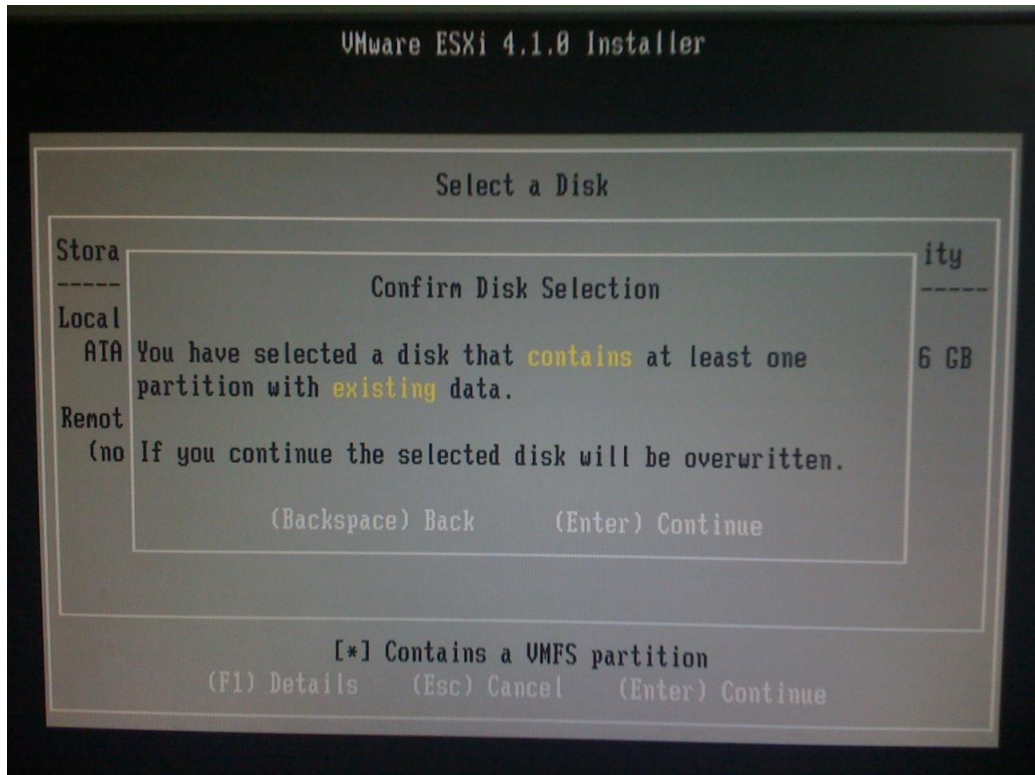 VMware ESXi 4.1.0 Installer
Select a Disk
Stora ity
----- -----
Confirm Disk Selection
Local
ATA You have selected a disk that contains at least one 6 GB
partition with existing data.
Remot
(no If you continue the selected disk will be overwritten.
(Backspace) Back (Enter) Continue
[*] Contains a VMFS partition
(F1) Details (Esc) Cancel (Enter) Continue